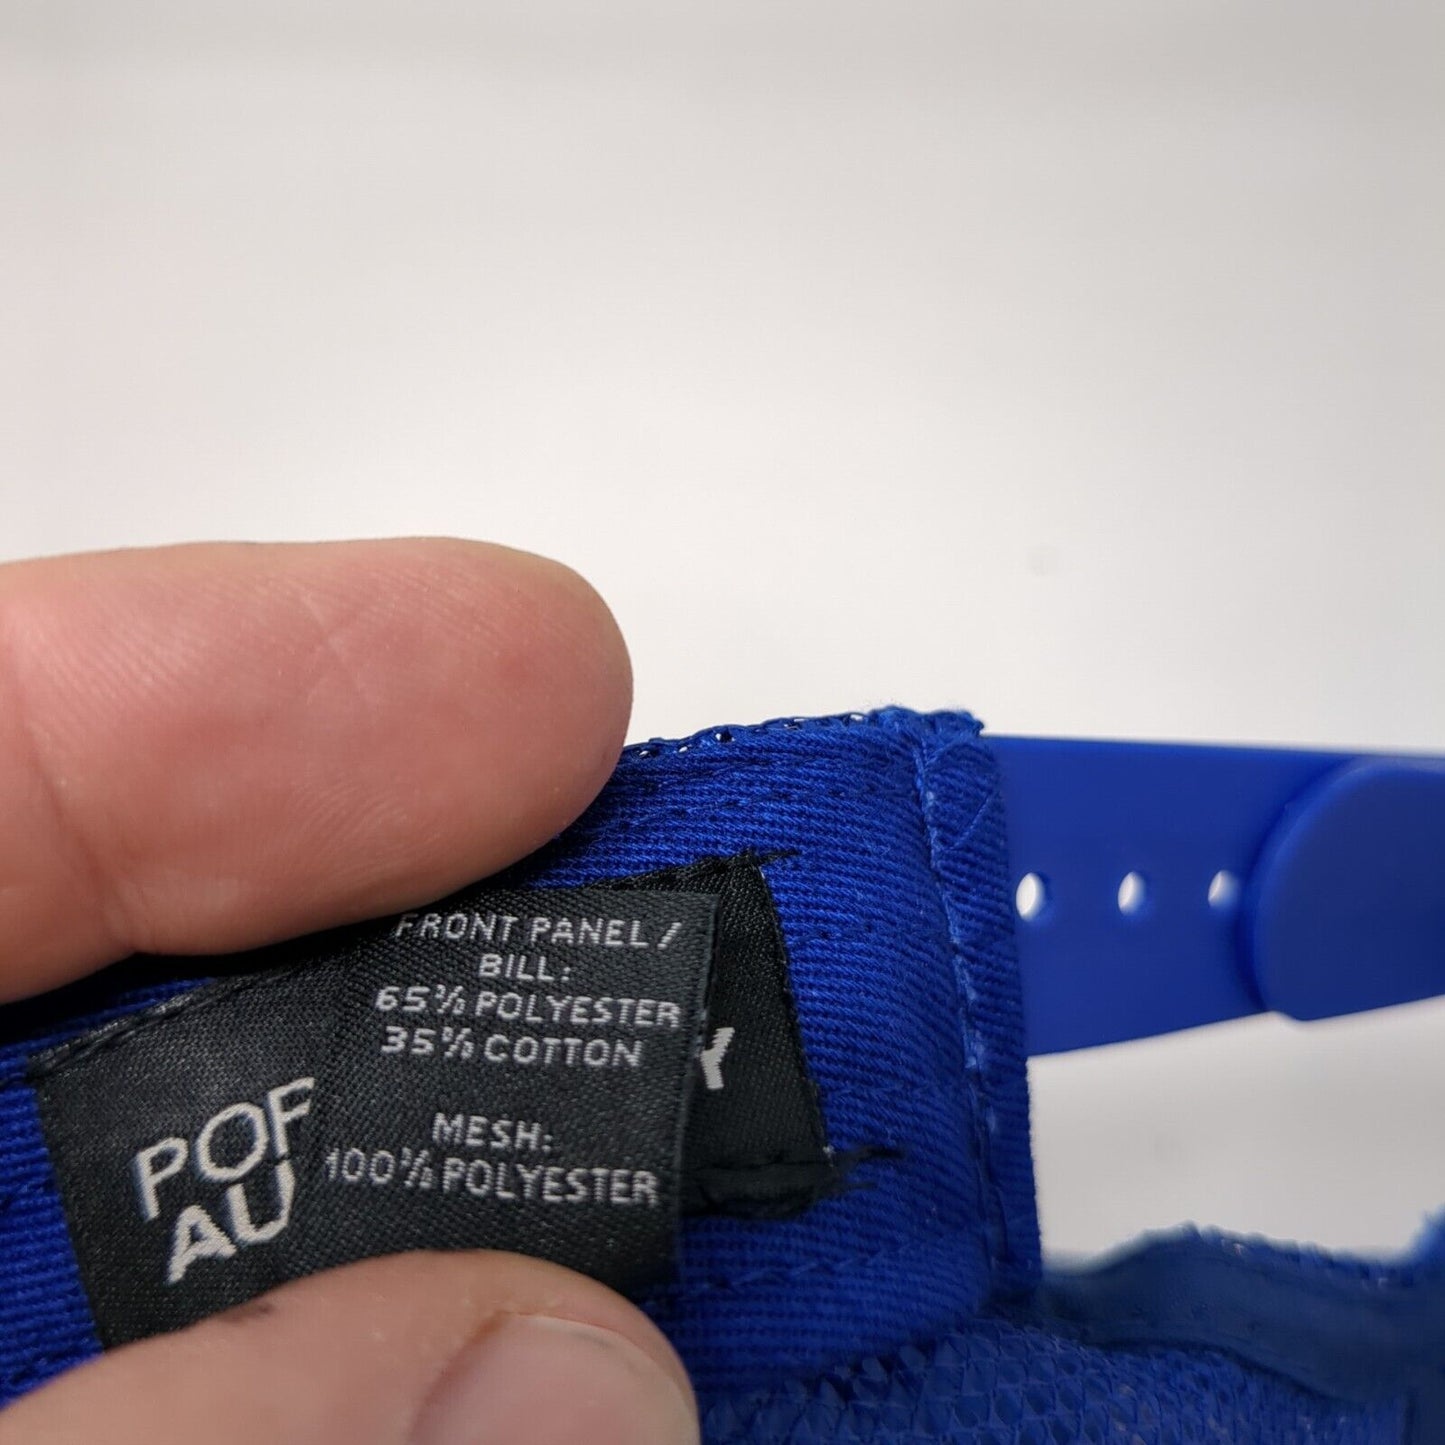 FRONT PANEL/
BILL:
65% POLYESTER
35% COTTON
MESH:
100% POLYESTER
POF
AU
Y